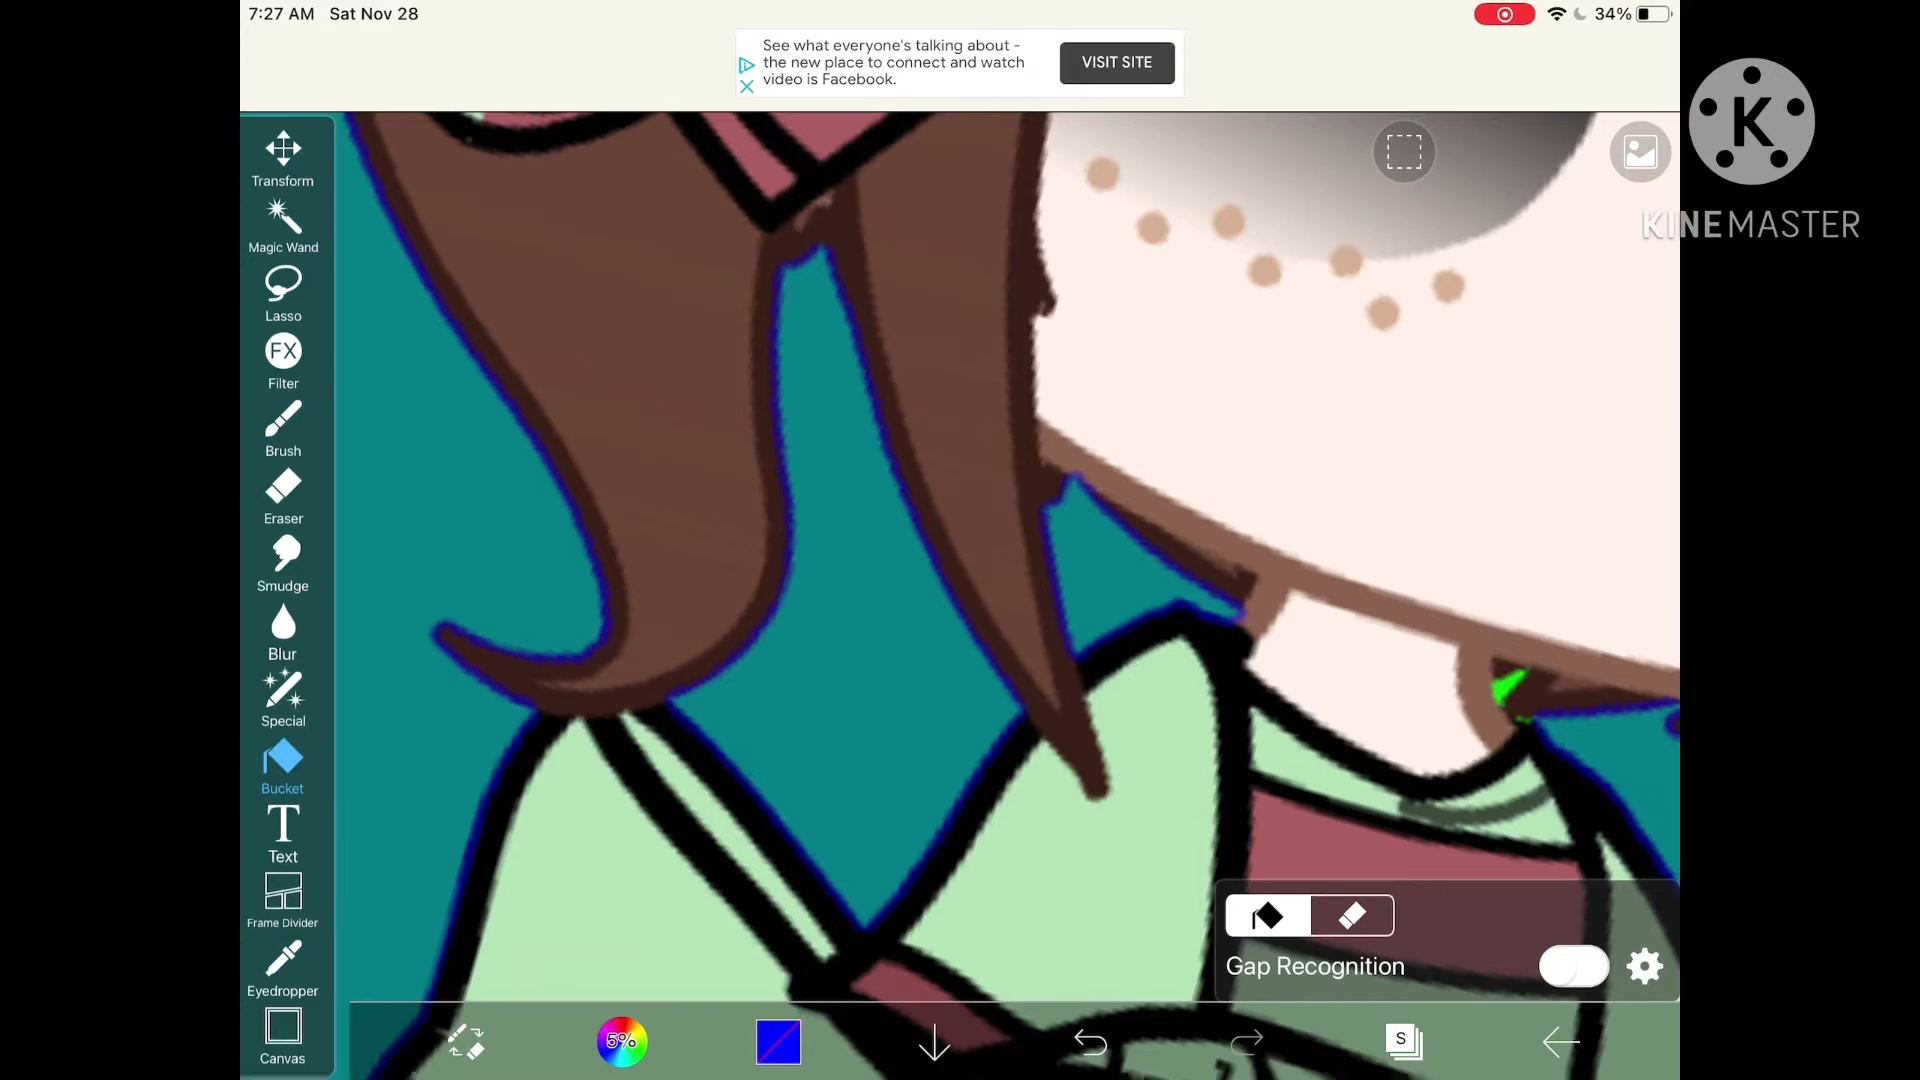 7:27 AM Sat Nov 28
34%
See what everyone's talking about -
the new place to connect and watch
video is Facebook.
VISIT SITE
K
KINEMASTER
Transform
Magic Wand
Lasso
FX
Filter
Brush
Eraser
Smudge
Blur
Special
Bucket
T
Text
Frame Divider
Eyedropper
Canvas
Gap Recognition
5%
S